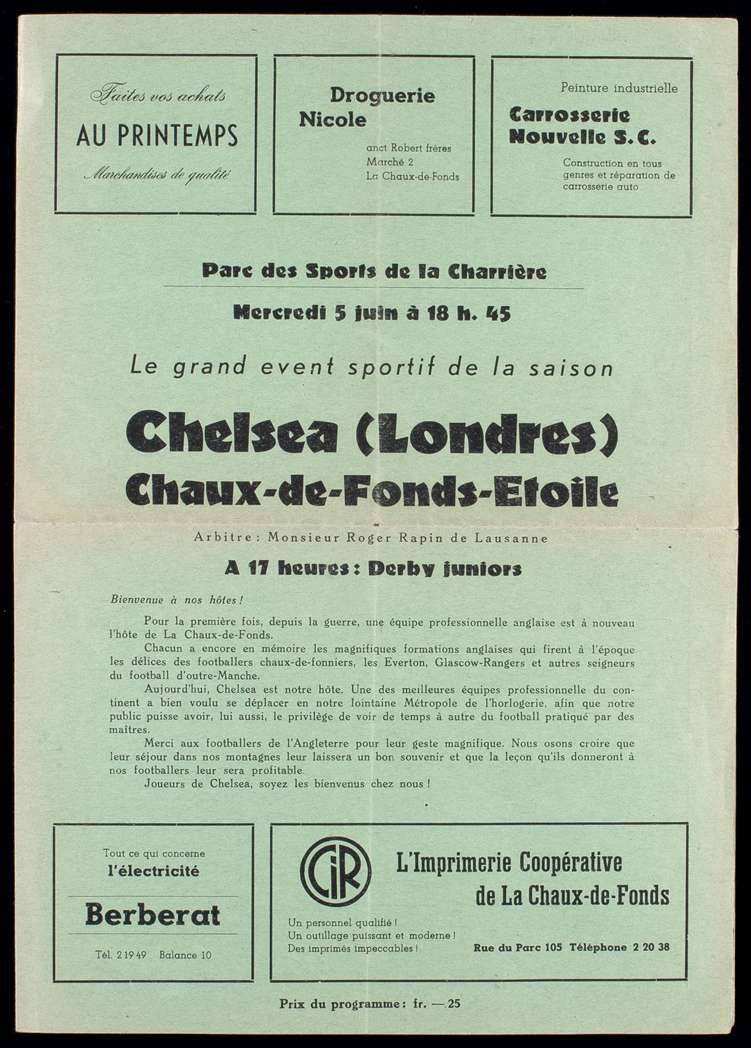 Faites vos achats
AU PRINTEMPS
Marchandises de qualité
Droguerie
Nicole
anct Robert frères
Marché 2
La Chaux-de-Fonds
Peinture industrielle
Carrosserie
Nouvelle S. C.
Construction en tous
genres et réparation de
carrosserie auto
Parc des Sports de la Charrière
Mercredi 5 juin à 18 h. 45
Le grand event sportif de la saison
Chelsea (Londres)
Chaux-de-Fonds-Etoile
Arbitre : Monsieur Roger Rapin de Lausanne
A 17 heures : Derby juniors
Bienvenue à nos hôtes !
Pour la première fois, depuis la guerre, une équipe professionnelle anglaise est à nouveau
l'hôte de La Chaux-de-Fonds.
Chacun a encore en mémoire les magnifiques formations anglaises qui firent à l'époque
les délices des footballers chaux-de-fonniers, les Everton, Glascow-Rangers et autres seigneurs
du football d'outre-Manche.
Aujourd'hui, Chelsea est notre hôte. Une des meilleures équipes professionnelle du con-
tinent a bien voulu se déplacer en notre lointaine Métropole de l'horlogerie, afin que notre
public puisse avoir, lui aussi, le privilège de voir de temps à autre du football pratiqué par des
maîtres.
Merci aux footballers de l'Angleterre pour leur geste magnifique. Nous osons croire que
leur séjour dans nos montagnes leur laissera un bon souvenir et que la leçon qu'ils donneront à
nos footballers leur sera profitable.
Joueurs de Chelsea, soyez les bienvenus chez nous !
Tout ce qui concerne
l'électricité
Berberat
Tél. 2 19 49 Balance 10
CIR
L'Imprimerie Coopérative
de La Chaux-de-Fonds
Un personnel qualifié !
Un outillage puissant et moderne !
Des imprimés impeccables !
Rue du Parc 105 Téléphone 2 20 38
Prix du programme : fr. —.25